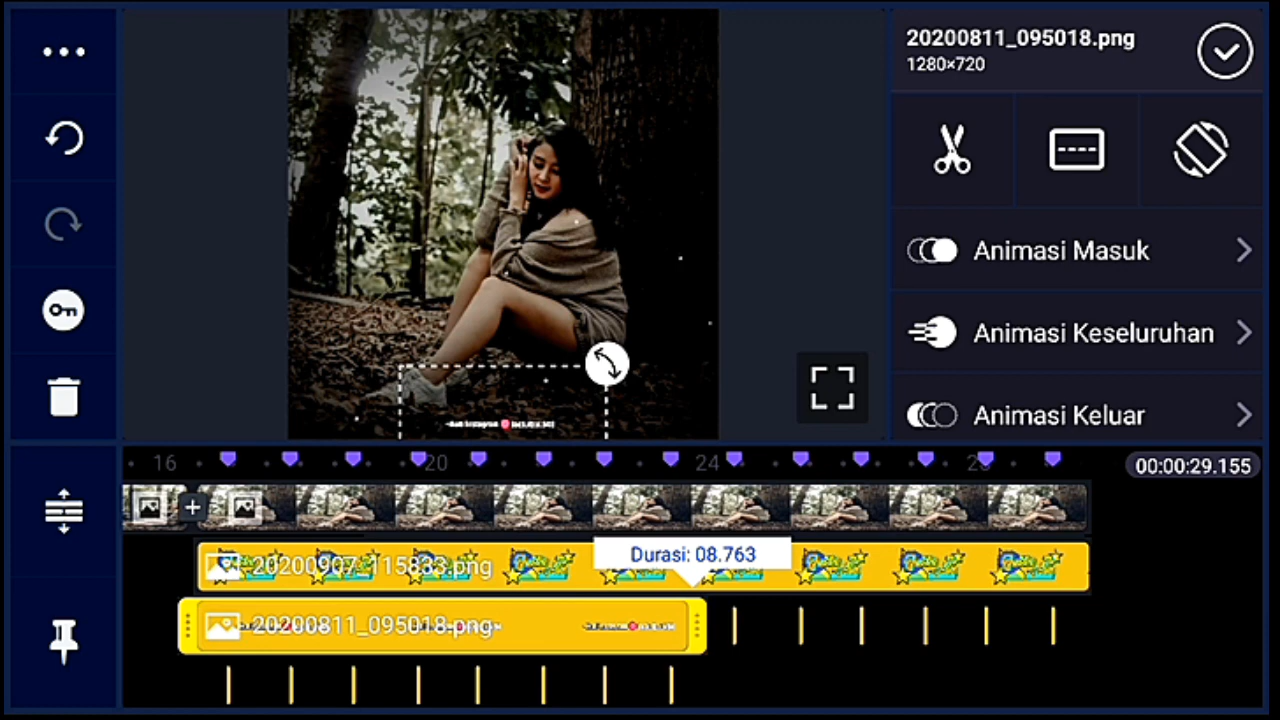 20200811_095018.png
1280×720
Animasi Masuk
Animasi Keseluruhan
Animasi Keluar
16
20
24
00:00:29.155
20200907_115833.png
Durasi: 08.763
20200811_095018.png